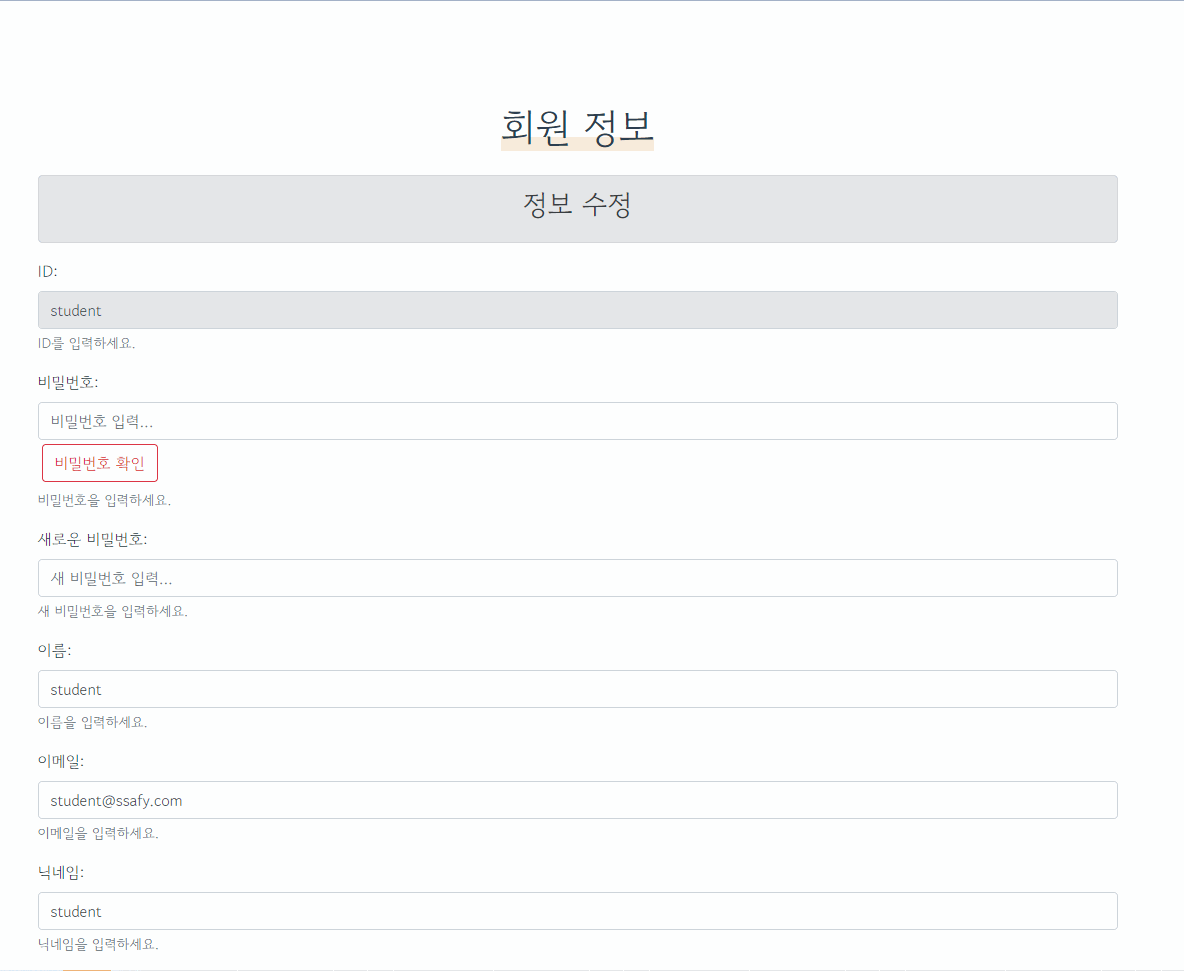 회원 정보
정보 수정
ID:
student
ID를 입력하세요.
비밀번호:
비밀번호 입력...
비밀번호 확인
비밀번호을 입력하세요.
새로운 비밀번호:
새 비밀번호 입력...
새 비밀번호을 입력하세요.
이름:
student
이름을 입력하세요.
이메일:
student@ssafy.com
이메일을 입력하세요.
닉네임:
student
닉네임을 입력하세요.